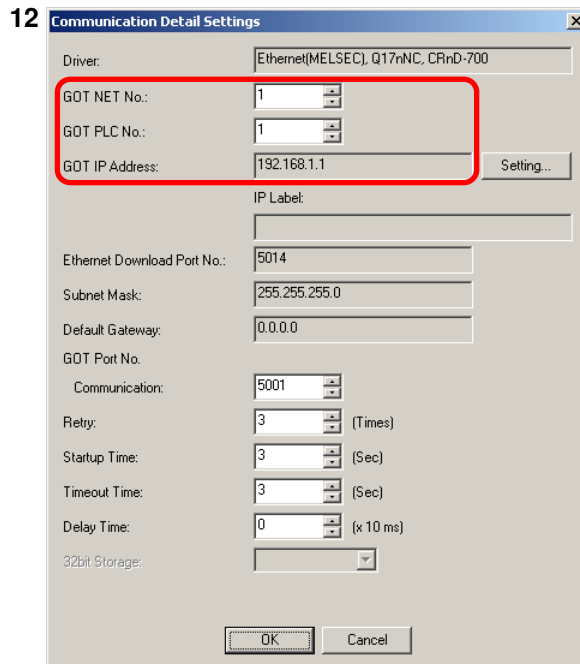 12
Communication Detail Settings
Driver: Ethernet(MELSEC), Q17nNC, CRnD-700
GOT NET No.: 1
GOT PLC No.: 1
GOT IP Address: 192.168.1.1 Setting...
IP Label:
Ethernet Download Port No.: 5014
Subnet Mask: 255.255.255.0
Default Gateway: 0.0.0.0
GOT Port No.
Communication: 5001
Retry: 3 (Times)
Startup Time: 3 (Sec)
Timeout Time: 3 (Sec)
Delay Time: 0 (x 10 ms)
32bit Storage:
OK Cancel